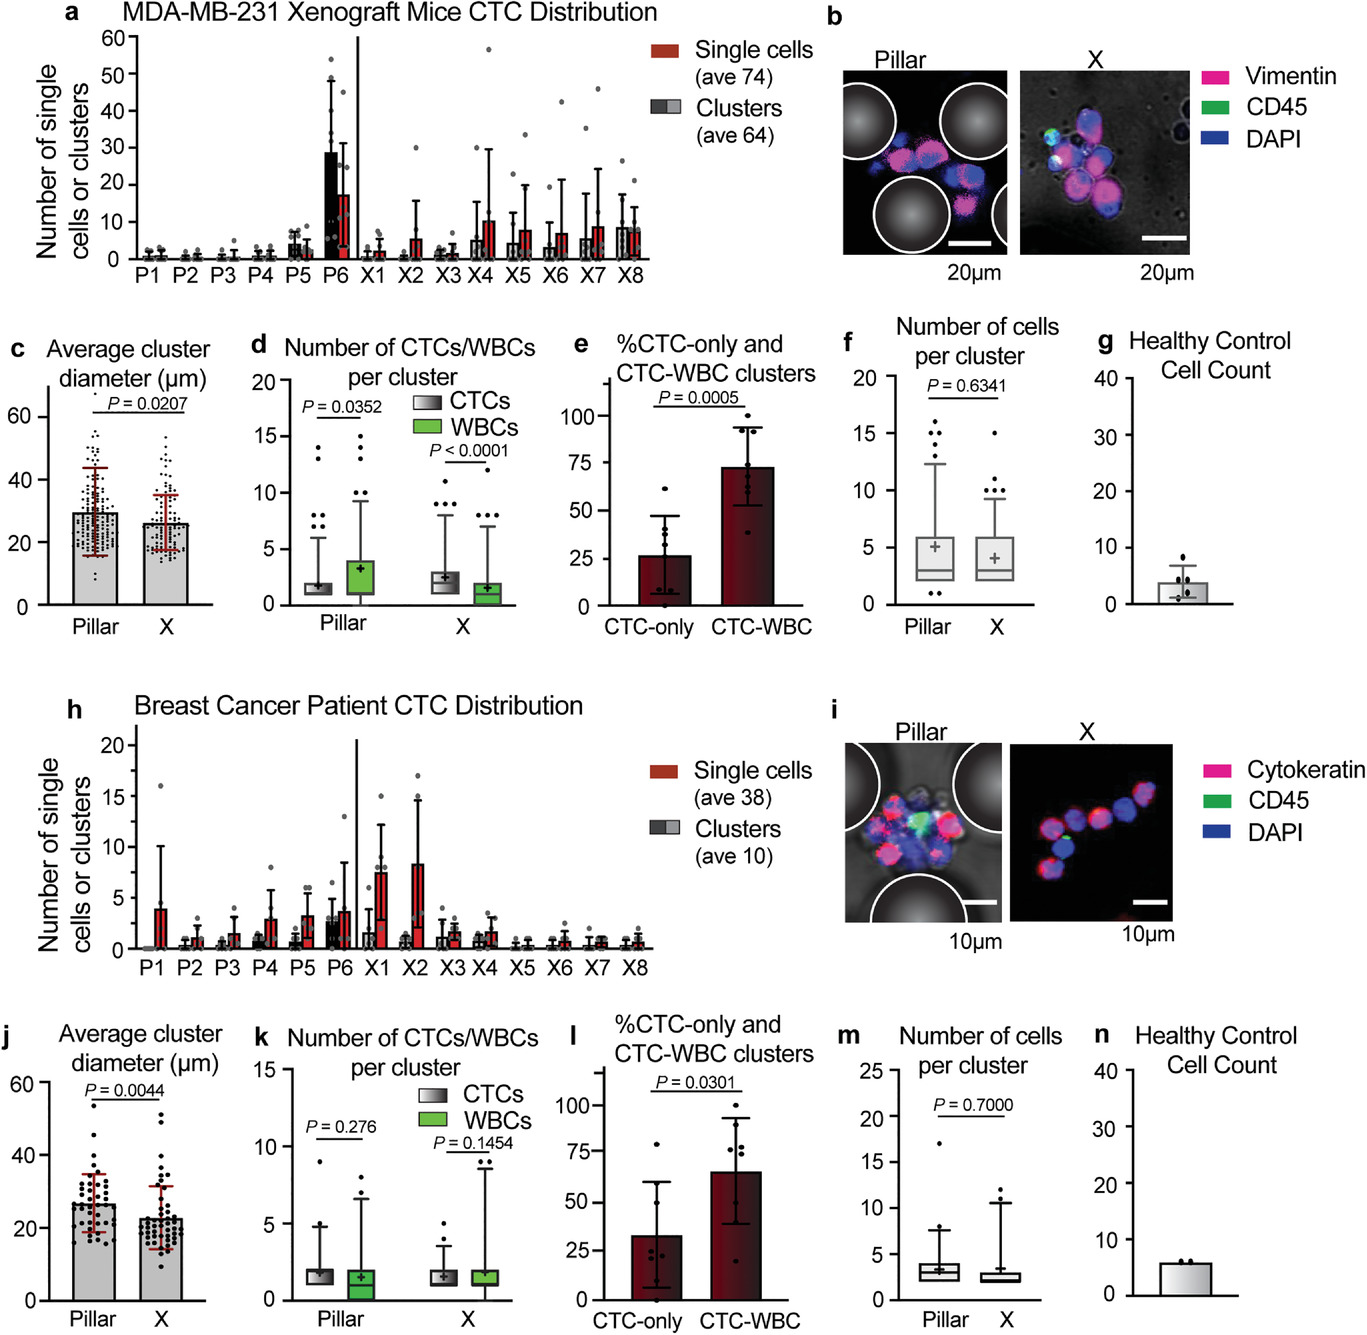 a
MDA-MB-231 Xenograft Mice CTC Distribution
Number of single
cells or clusters
60
50
40
30
20
10
0
P1 P2 P3 P4 P5 P6 X1 X2 X3 X4 X5 X6 X7 X8
Single cells
(ave 74)
Clusters
(ave 64)
b
Pillar X
Vimentin
CD45
DAPI
20µm 20µm
c
Average cluster
diameter (µm)
P = 0.0207
60
40
20
0
Pillar X
d
Number of CTCs/WBCs
per cluster
CTCs
WBCs
P = 0.0352
P < 0.0001
20
15
10
5
0
Pillar X
e
%CTC-only and
CTC-WBC clusters
P = 0.0005
100
75
50
25
0
CTC-only CTC-WBC
f
Number of cells
per cluster
P = 0.6341
20
15
10
5
0
Pillar X
g
Healthy Control
Cell Count
40
30
20
10
0
h
Breast Cancer Patient CTC Distribution
Number of single
cells or clusters
20
15
10
5
0
P1 P2 P3 P4 P5 P6 X1 X2 X3 X4 X5 X6 X7 X8
Single cells
(ave 38)
Clusters
(ave 10)
i
Pillar X
Cytokeratin
CD45
DAPI
10µm 10µm
j
Average cluster
diameter (µm)
P = 0.0044
60
40
20
0
Pillar X
k
Number of CTCs/WBCs
per cluster
CTCs
WBCs
P = 0.276
P = 0.1454
15
10
5
0
Pillar X
l
%CTC-only and
CTC-WBC clusters
P = 0.0301
100
75
50
25
0
CTC-only CTC-WBC
m
Number of cells
per cluster
P = 0.7000
25
20
15
10
5
0
Pillar X
n
Healthy Control
Cell Count
40
30
20
10
0